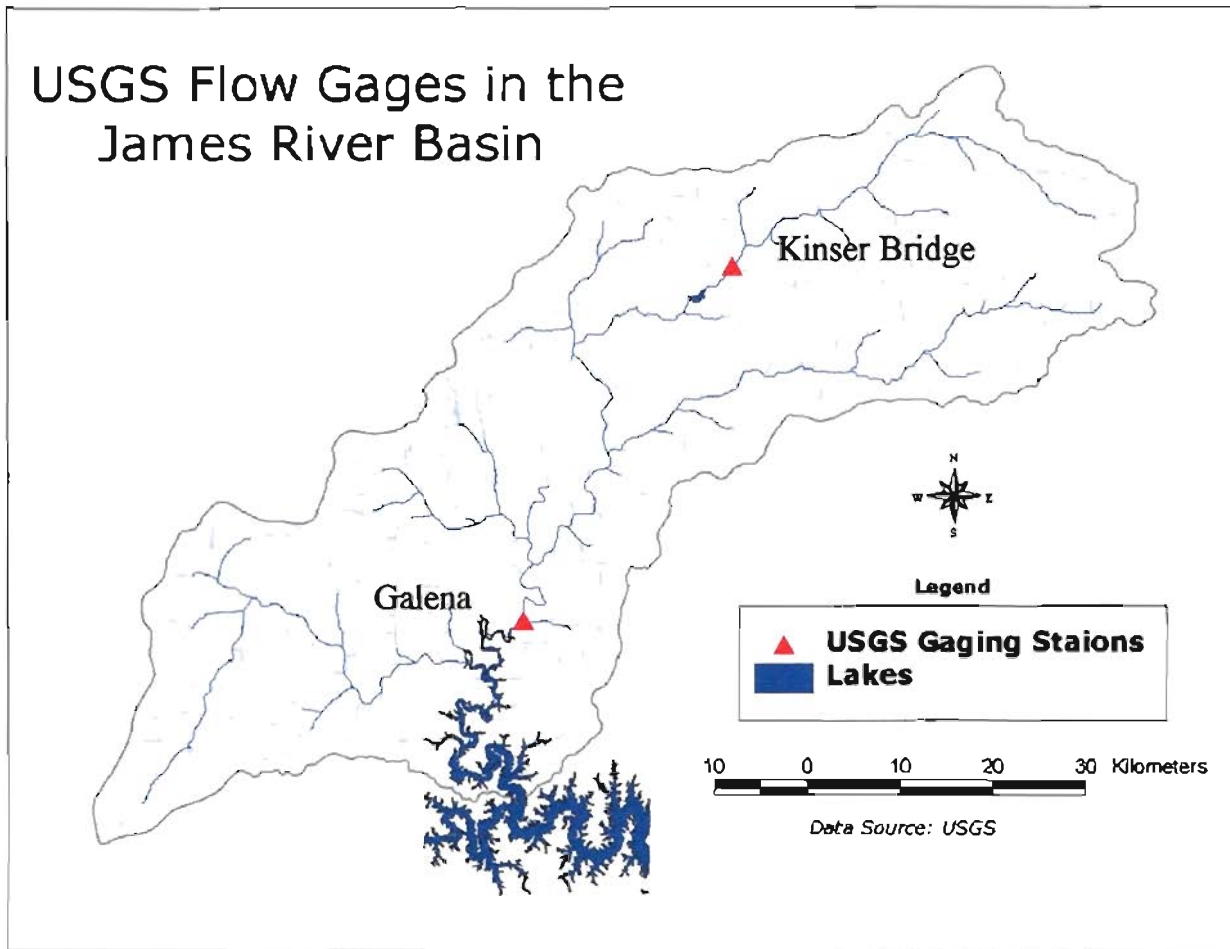 USGS Flow Gages in the
James River Basin
Kinser Bridge
Galena
N
W E
S
Legend
USGS Gaging Staions
Lakes
10 0 10 20 30 Kilometers
Data Source: USGS